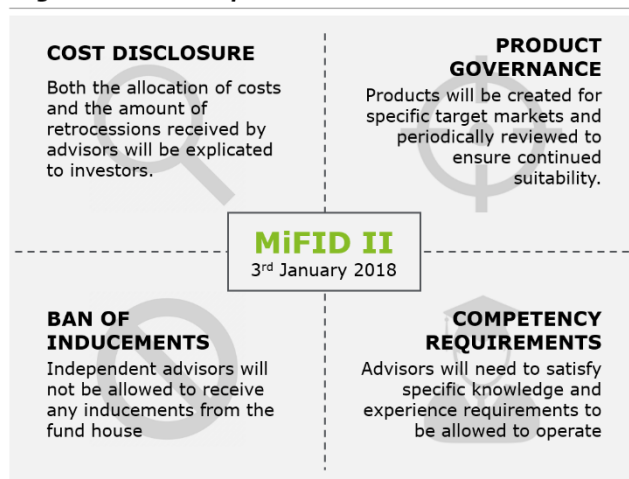 COST DISCLOSURE
Both the allocation of costs
and the amount of
retrocessions received by
advisors will be explicated
to investors.
PRODUCT
GOVERNANCE
Products will be created for
specific target markets and
periodically reviewed to
ensure continued
suitability.
MiFID II
3rd January 2018
BAN OF
INDUCEMENTS
Independent advisors will
not be allowed to receive
any inducements from the
fund house
COMPETENCY
REQUIREMENTS
Advisors will need to satisfy
specific knowledge and
experience requirements to
be allowed to operate